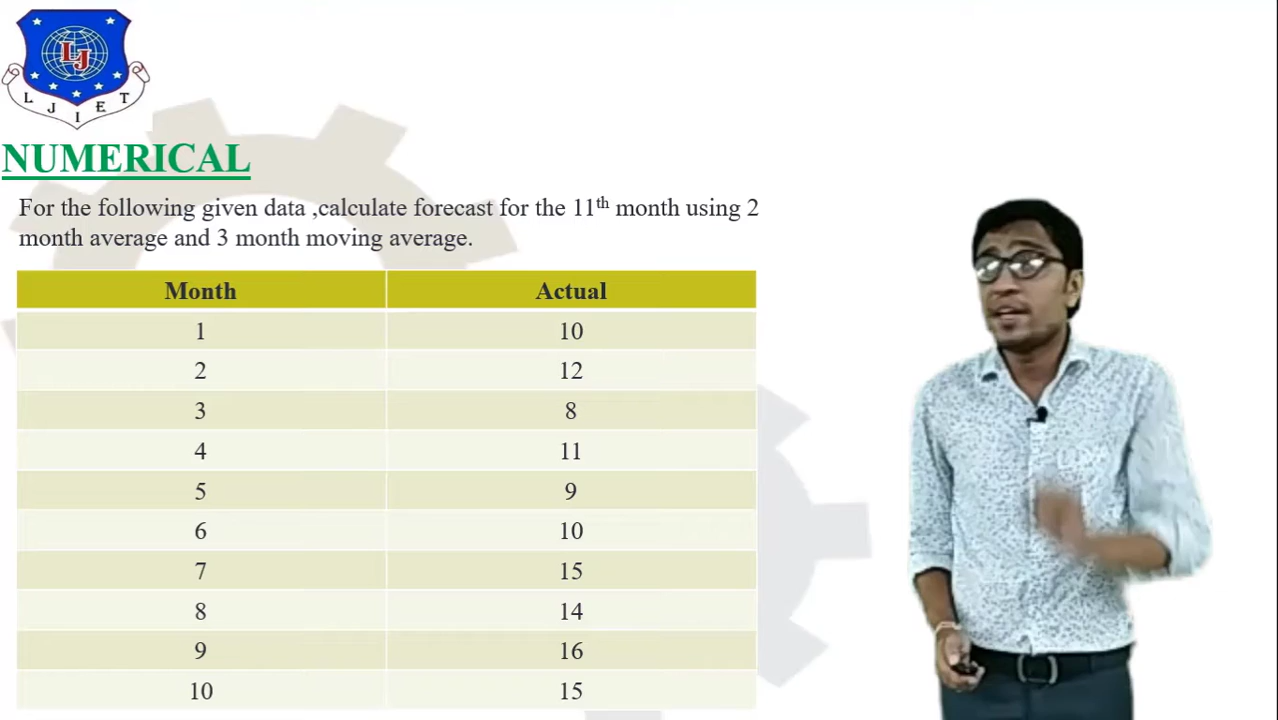 LJ
L J I E T
NUMERICAL
For the following given data ,calculate forecast for the 11th month using 2
month average and 3 month moving average.
Month Actual
1 10
2 12
3 8
4 11
5 9
6 10
7 15
8 14
9 16
10 15